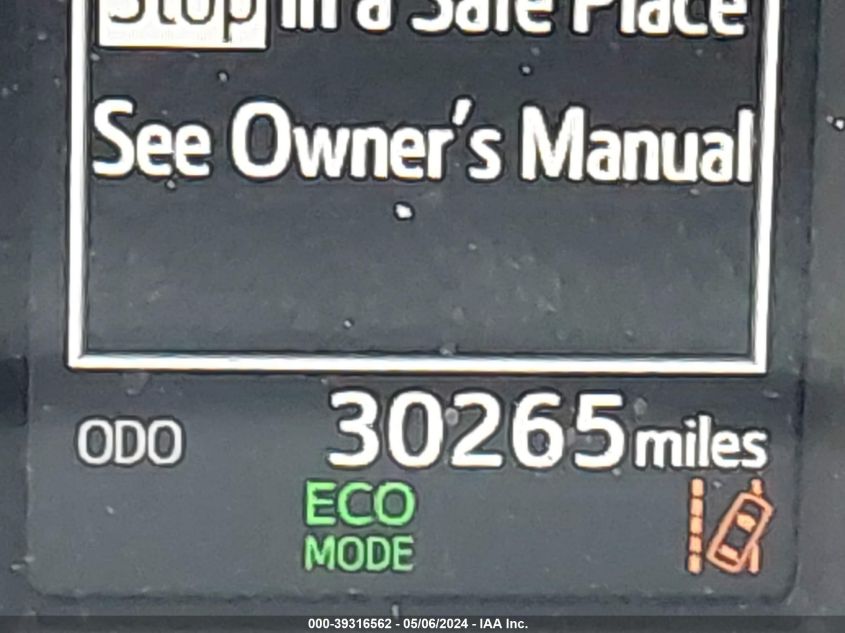 Stop in a Safe Place
See Owner's Manual
ODO 30265 miles
ECO
MODE
000-39316562 - 05/06/2024 - IAA Inc.